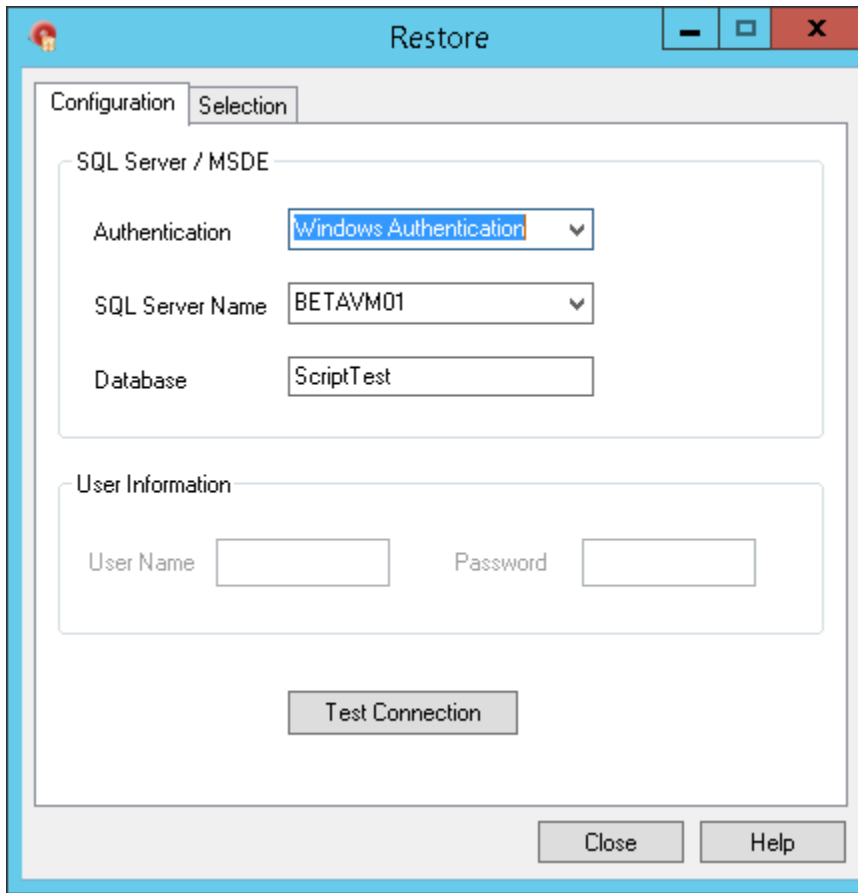 Restore
Configuration Selection
SQL Server / MSDE
Authentication Windows Authentication
SQL Server Name BETAVM01
Database ScriptTest
User Information
User Name Password
Test Connection
Close Help